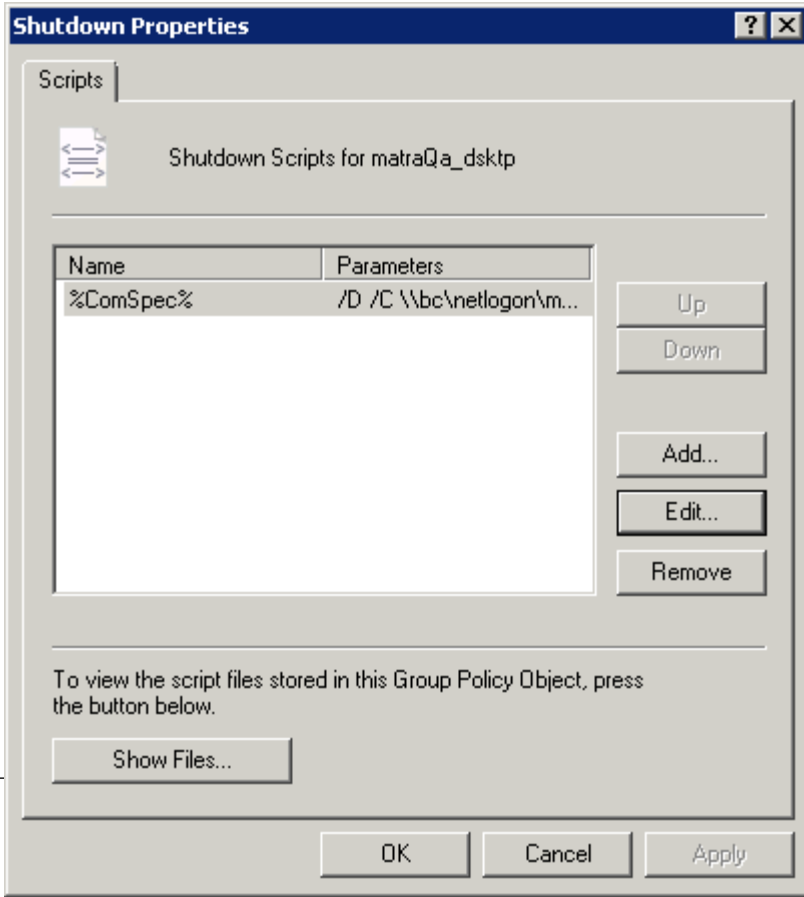 Shutdown Properties
Scripts
Shutdown Scripts for matraQa_dsktp
Name Parameters
%ComSpec% /D /C \\bc\netlogon\m...
Up
Down
Add...
Edit...
Remove
To view the script files stored in this Group Policy Object, press
the button below.
Show Files...
OK Cancel Apply